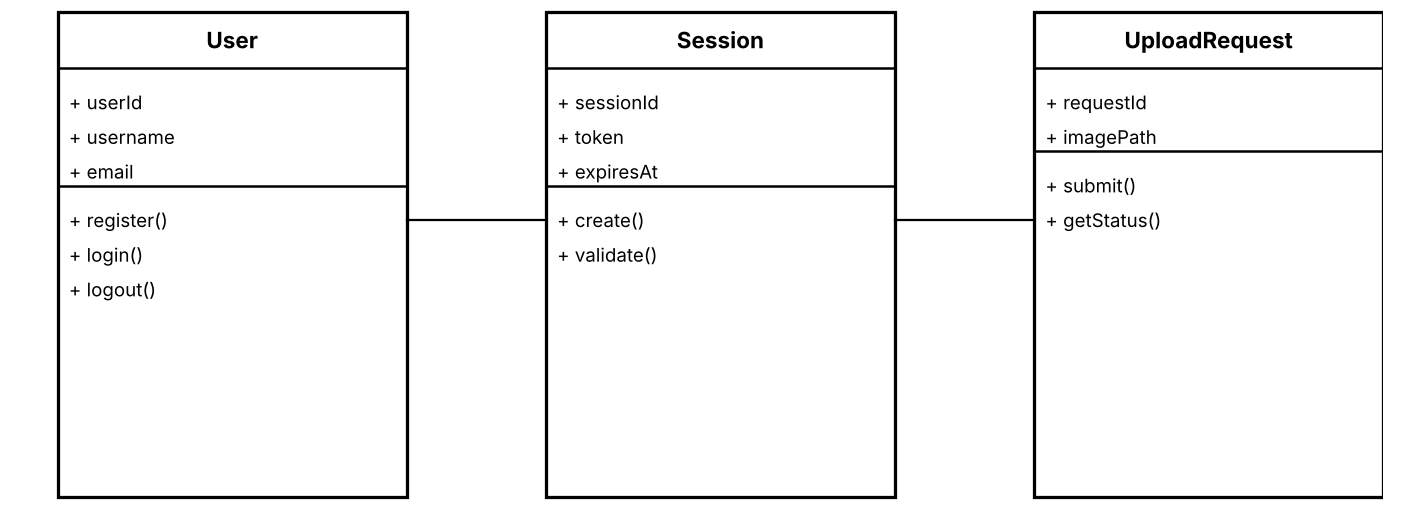 User
+ userId
+ username
+ email
+ register()
+ login()
+ logout()
Session
+ sessionId
+ token
+ expiresAt
+ create()
+ validate()
UploadRequest
+ requestId
+ imagePath
+ submit()
+ getStatus()